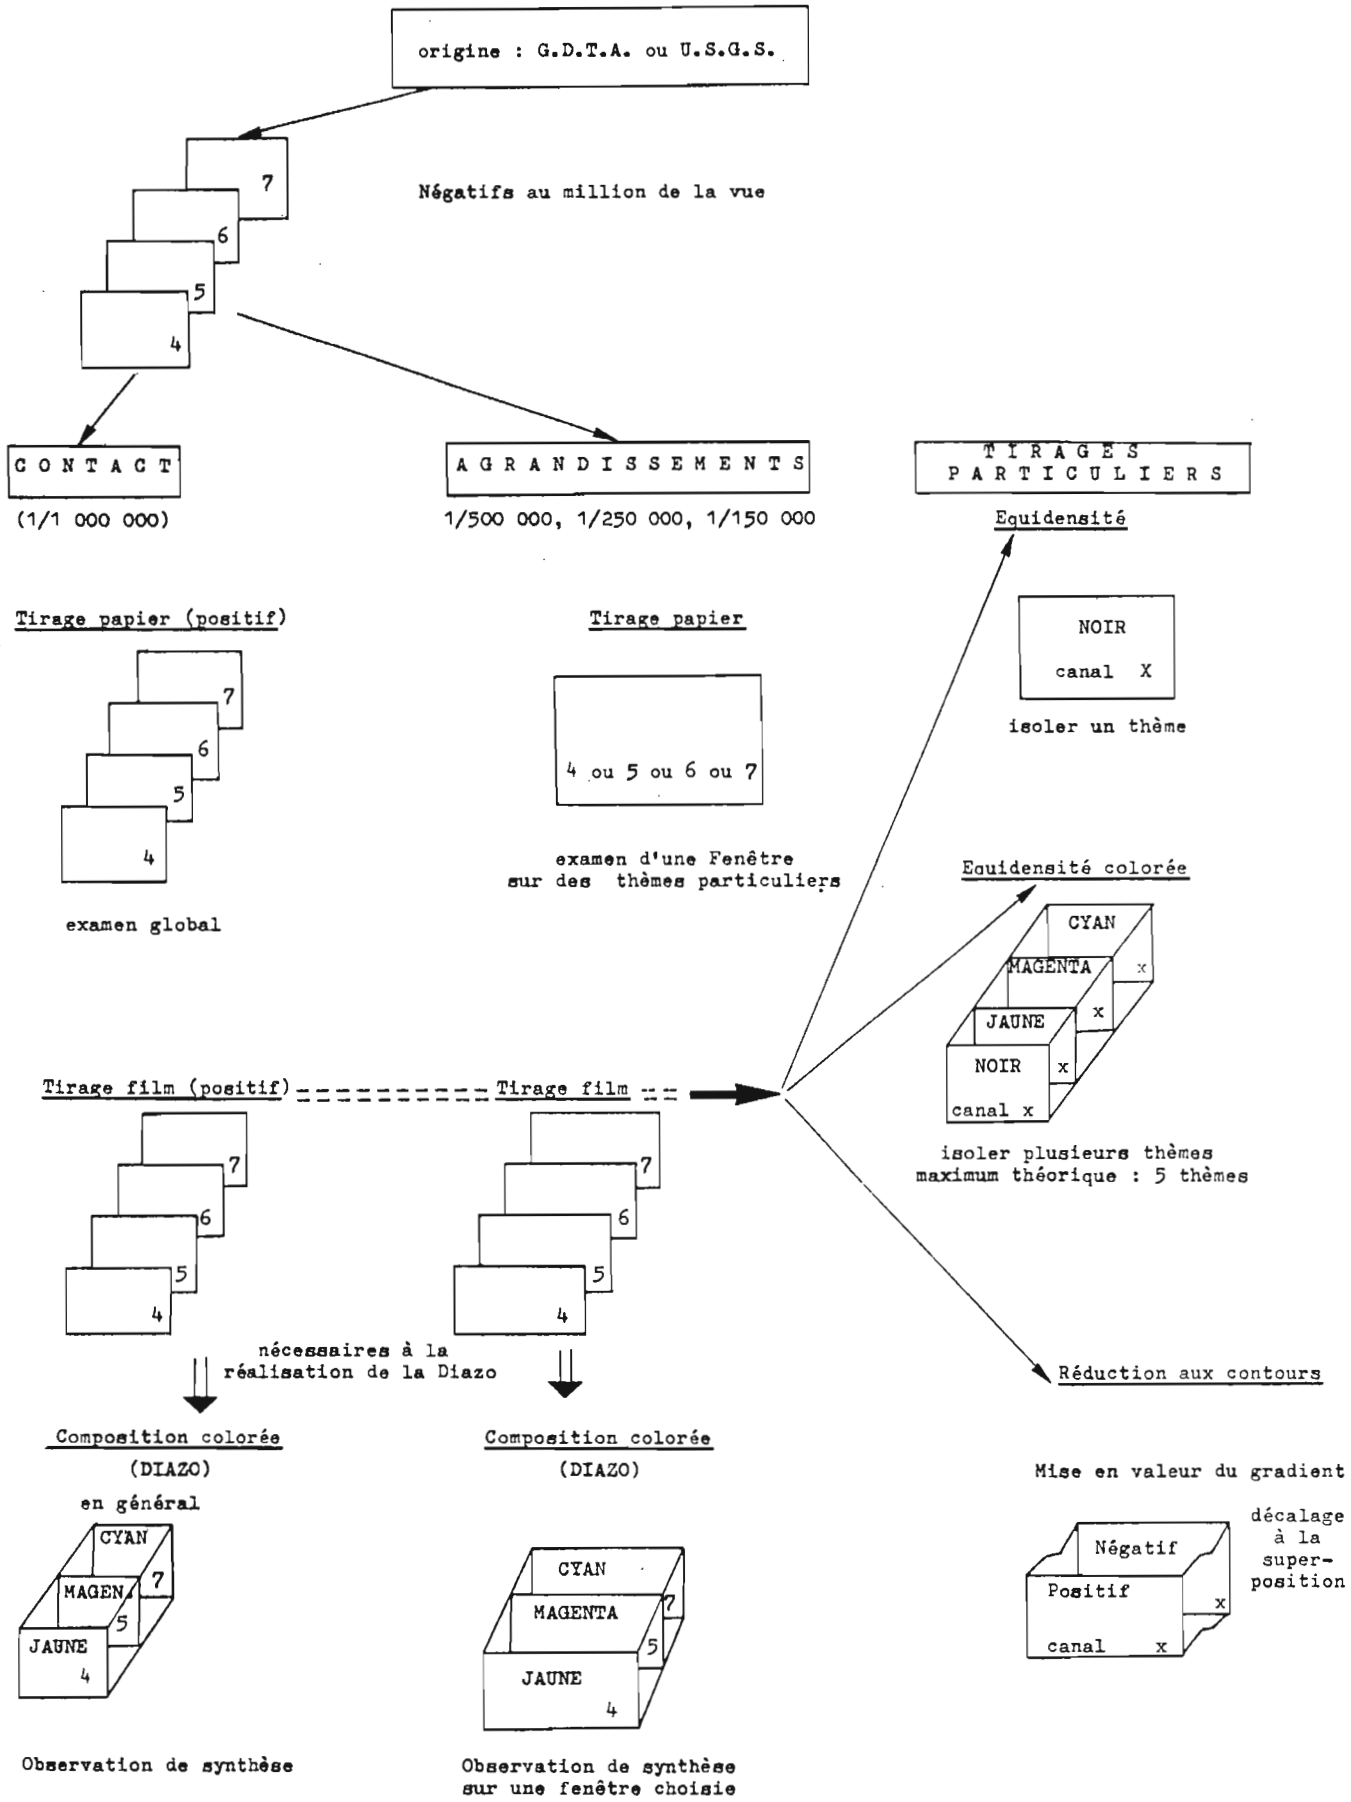 origine : G.D.T.A. ou U.S.G.S.
7
6
5
4
Négatifs au million de la vue
CONTACT
(1/1 000 000)
AGRANDISSEMENTS
1/500 000, 1/250 000, 1/150 000
TIRAGES
PARTICULIERS
Equidensité
NOIR
canal X
isoler un thème
Tirage papier (positif)
7
6
5
4
examen global
Tirage papier
4 ou 5 ou 6 ou 7
examen d'une Fenêtre
sur des thèmes particuliers
Equidensité colorée
CYAN
x
MAGENTA
x
JAUNE
x
NOIR
canal x
isoler plusieurs thèmes
maximum théorique : 5 thèmes
Tirage film (positif)
7
6
5
4
Tirage film
7
6
5
4
nécessaires à la
réalisation de la Diazo
Composition colorée
(DIAZO)
en général
CYAN
7
MAGEN.
5
JAUNE
4
Observation de synthèse
Composition colorée
(DIAZO)
CYAN
7
MAGENTA
5
JAUNE
4
Observation de synthèse
sur une fenêtre choisie
Réduction aux contours
Mise en valeur du gradient
décalage
à la
super-
position
Négatif
x
Positif
canal x